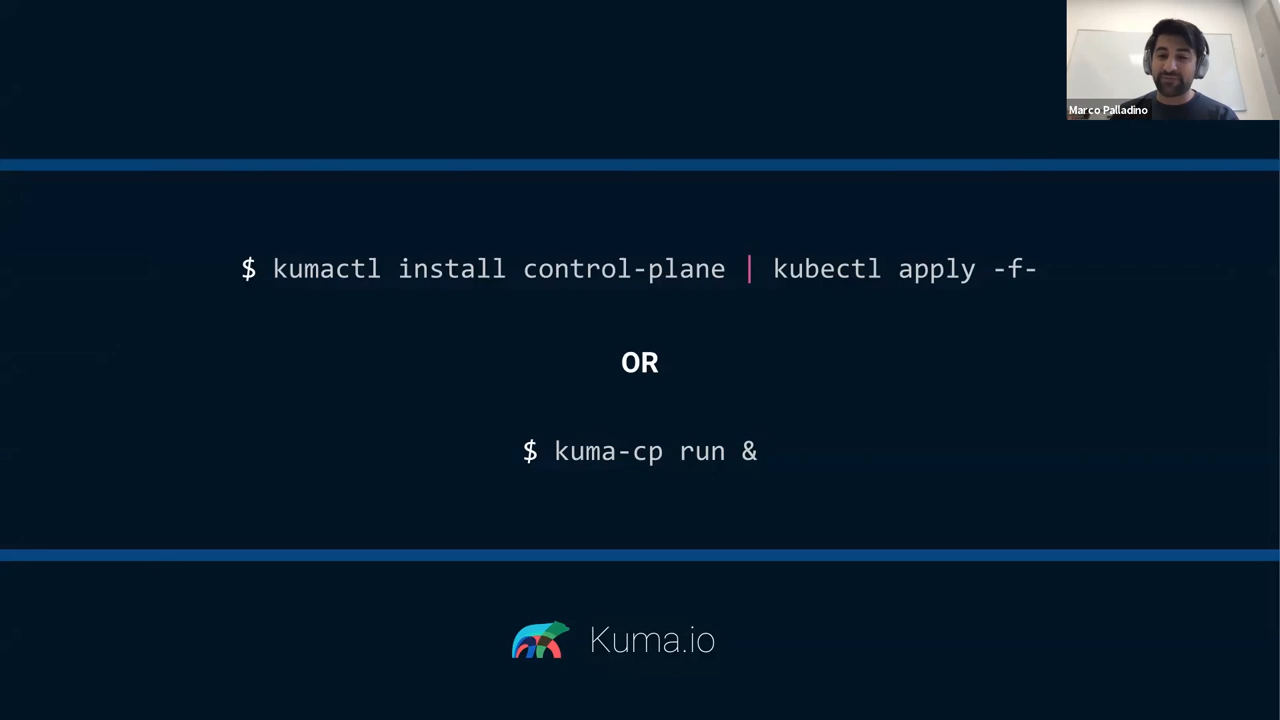 Marco Palladino
$ kumactl install control-plane | kubectl apply -f-
OR
$ kuma-cp run &
Kuma.io